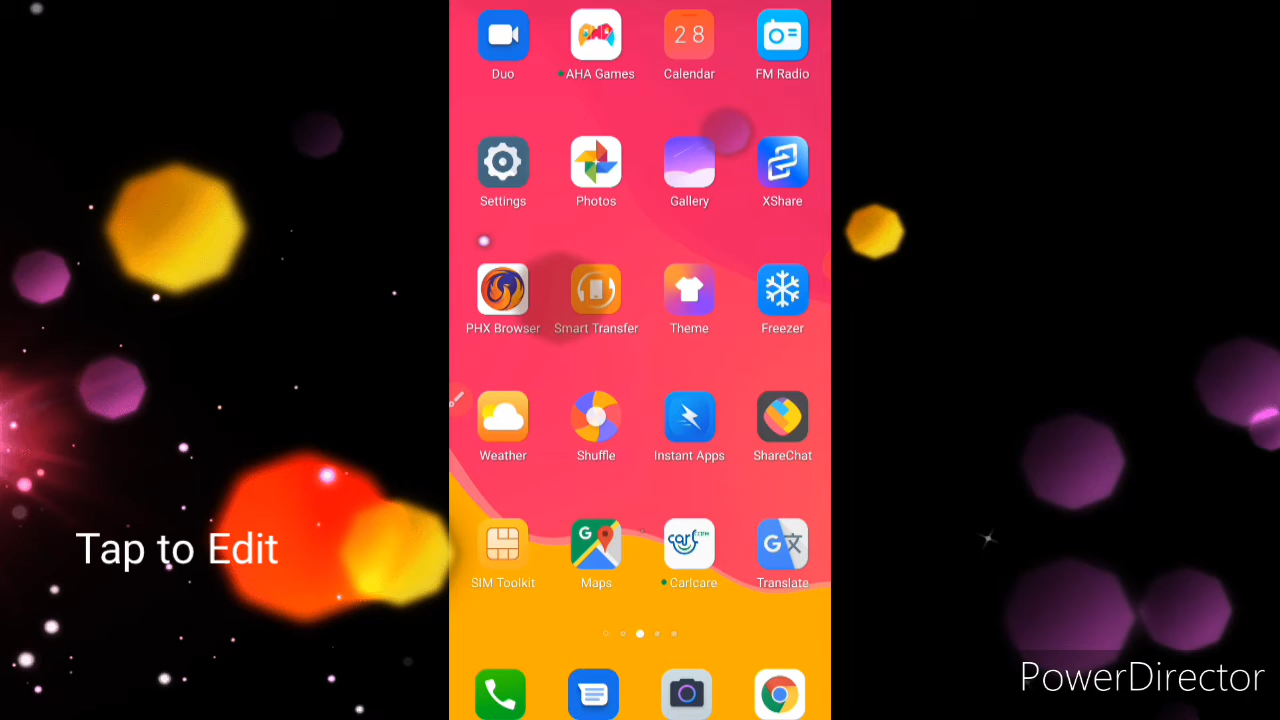 Duo
AHA Games
Calendar
28
FM Radio
Settings
Photos
Gallery
XShare
PHX Browser
Smart Transfer
Theme
Freezer
Weather
Shuffle
Instant Apps
ShareChat
SIM Toolkit
Maps
Carlcare
Translate
Tap to Edit
PowerDirector